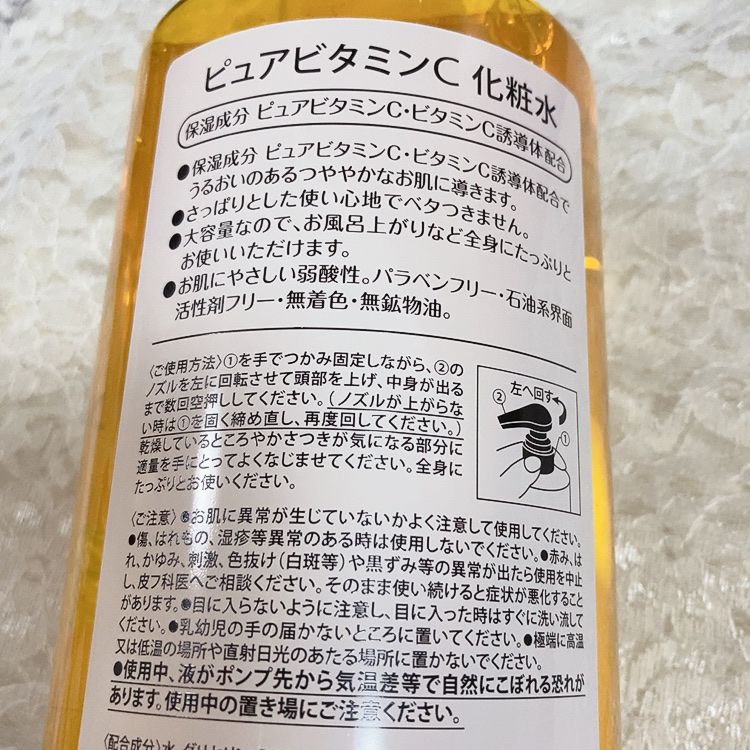 ピュアビタミンC 化粧水
保湿成分 ピュアビタミンC・ビタミンC誘導体配合
●保湿成分 ピュアビタミンC・ビタミンC誘導体配合で
うるおいのあるつややかなお肌に導きます。
●さっぱりとした使い心地でベタつきません。
●大容量なので、お風呂上がりなど全身にたっぷりと
お使いいただけます。
●お肌にやさしい弱酸性。パラベンフリー・石油系界面
活性剤フリー・無着色・無鉱物油。
〈ご使用方法〉①を手でつかみ固定しながら、②の
ノズルを左に回転させて頭部を上げ、中身が出る
まで数回空押ししてください。(ノズルが上がらな
い時は①を固く締め直し、再度回してください。)
乾燥しているところやかさつきが気になる部分に
適量を手にとってよくなじませてください。全身に
たっぷりとお使いください。
左へ回す
②
①
〈ご注意〉●お肌に異常が生じていないかよく注意して使用してください。
●傷、はれもの、湿疹等異常のある時は使用しないでください。●赤み、は
れ、かゆみ、刺激、色抜け(白斑等)や黒ずみ等の異常が出たら使用を中止
し、皮フ科医へご相談ください。そのまま使い続けると症状が悪化すること
があります。●目に入らないように注意し、目に入った時はすぐに洗い流して
ください。●乳幼児の手の届かないところに置いてください。●極端に高温
又は低温の場所や直射日光のあたる場所に置かないでください。
●使用中、液がポンプ先から気温差等で自然にこぼれる恐れが
あります。使用中の置き場にご注意ください。
〈配合成分〉水、グリセリン